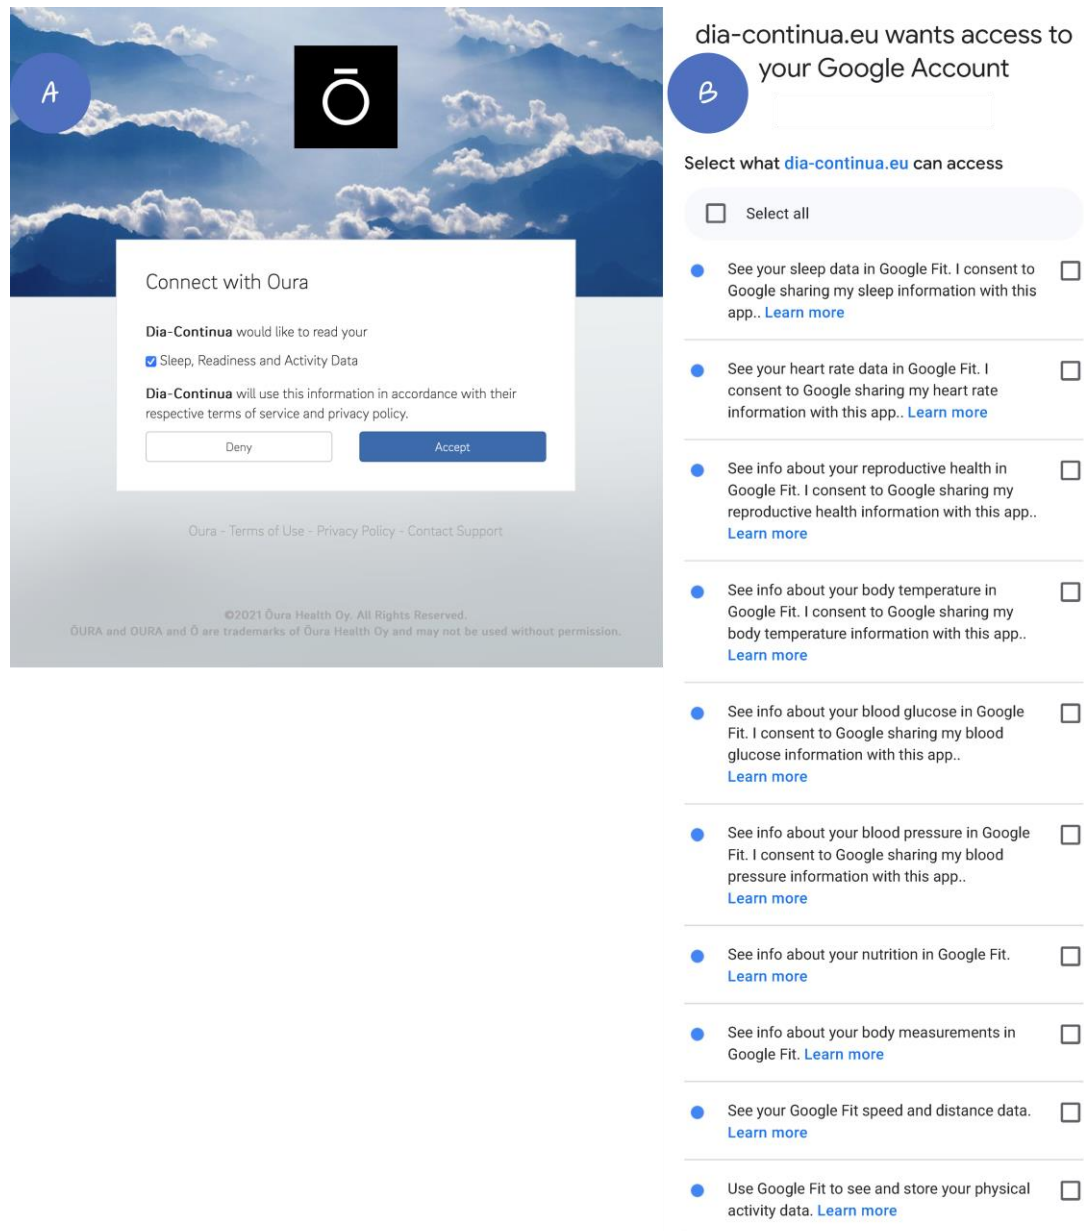 A
Ō
Connect with Oura
Dia-Continua would like to read your
Sleep, Readiness and Activity Data
Dia-Continua will use this information in accordance with their
respective terms of service and privacy policy.
Deny
Accept
Oura - Terms of Use - Privacy Policy - Contact Support
©2021 Ōura Health Oy. All Rights Reserved.
ŌURA and OURA and Ō are trademarks of Ōura Health Oy and may not be used without permission.
dia-continua.eu wants access to
your Google Account
B
Select what dia-continua.eu can access
Select all
See your sleep data in Google Fit. I consent to
Google sharing my sleep information with this
app.. Learn more
See your heart rate data in Google Fit. I
consent to Google sharing my heart rate
information with this app.. Learn more
See info about your reproductive health in
Google Fit. I consent to Google sharing my
reproductive health information with this app..
Learn more
See info about your body temperature in
Google Fit. I consent to Google sharing my
body temperature information with this app..
Learn more
See info about your blood glucose in Google
Fit. I consent to Google sharing my blood
glucose information with this app..
Learn more
See info about your blood pressure in Google
Fit. I consent to Google sharing my blood
pressure information with this app..
Learn more
See info about your nutrition in Google Fit.
Learn more
See info about your body measurements in
Google Fit. Learn more
See your Google Fit speed and distance data.
Learn more
Use Google Fit to see and store your physical
activity data. Learn more